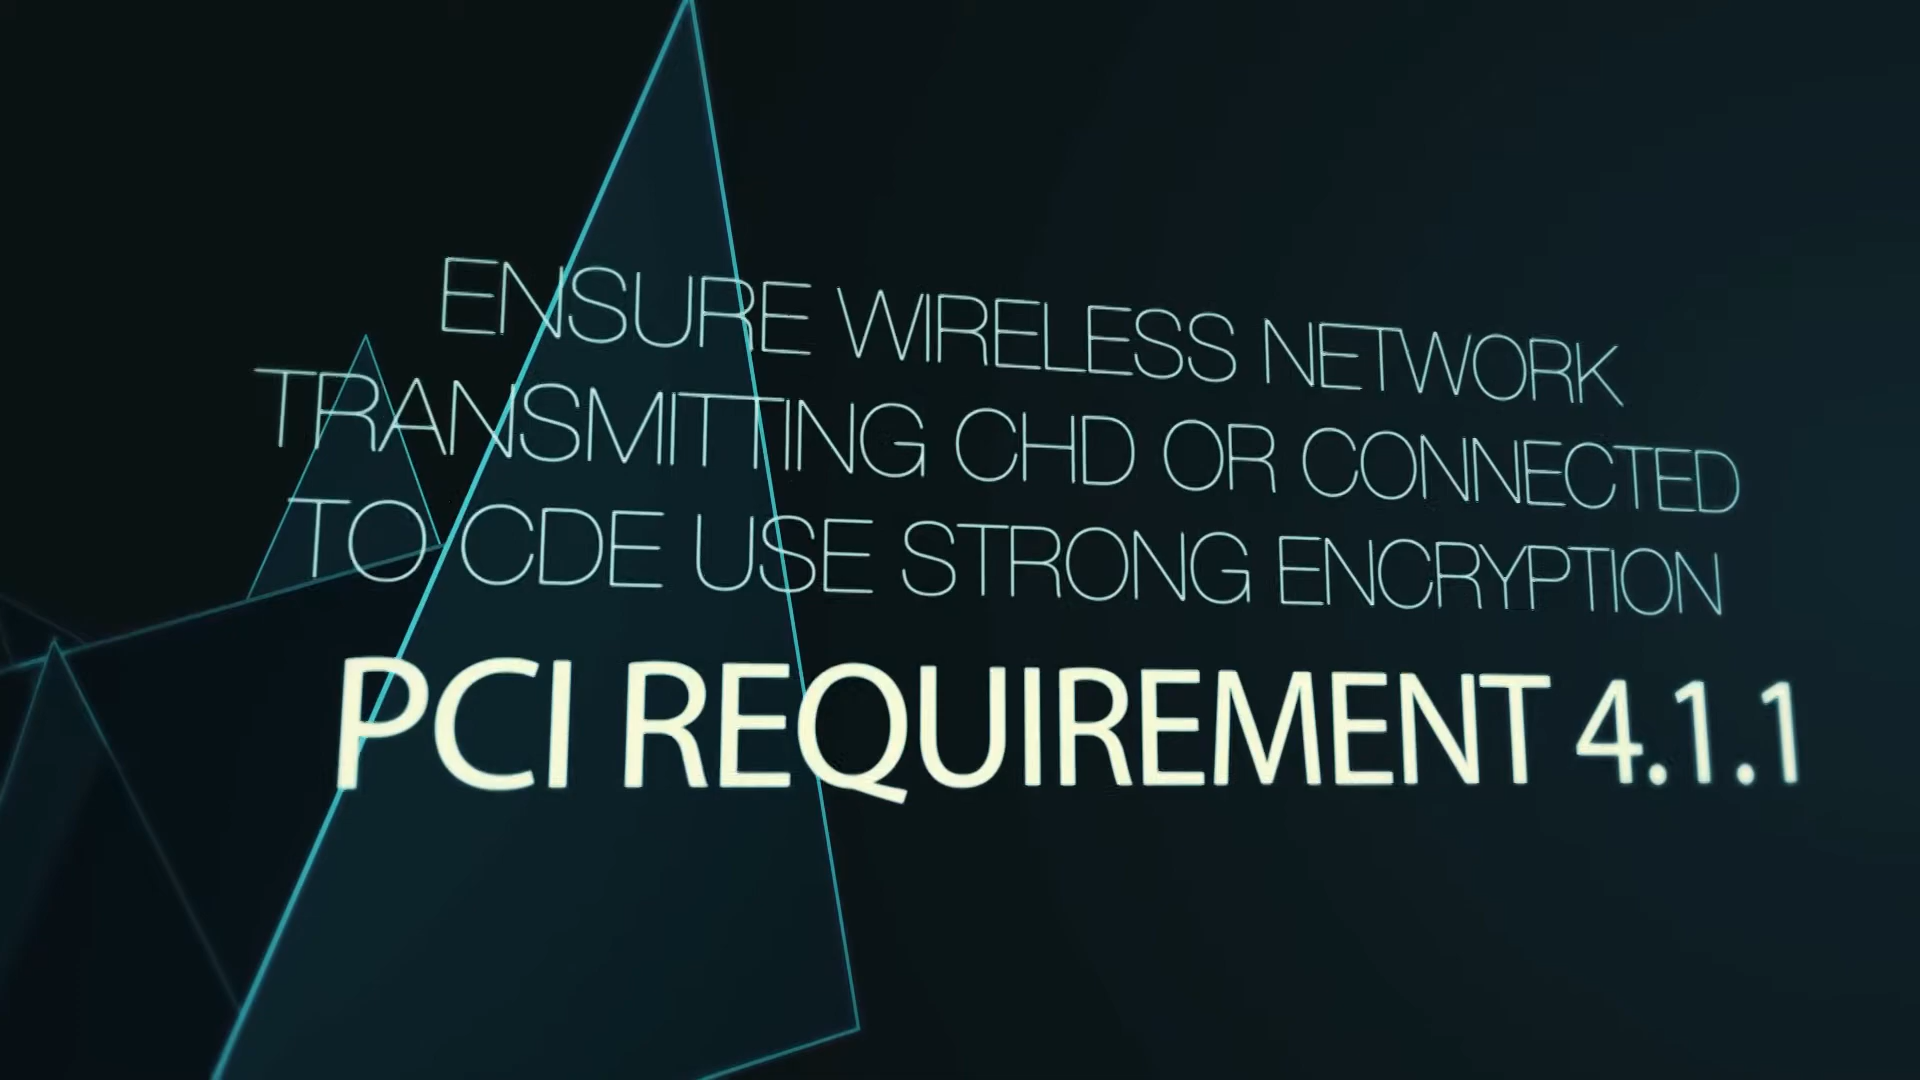 ENSURE WIRELESS NETWORK
TRANSMITTING CHD OR CONNECTED
TO CDE USE STRONG ENCRYPTION
PCI REQUIREMENT 4.1.1